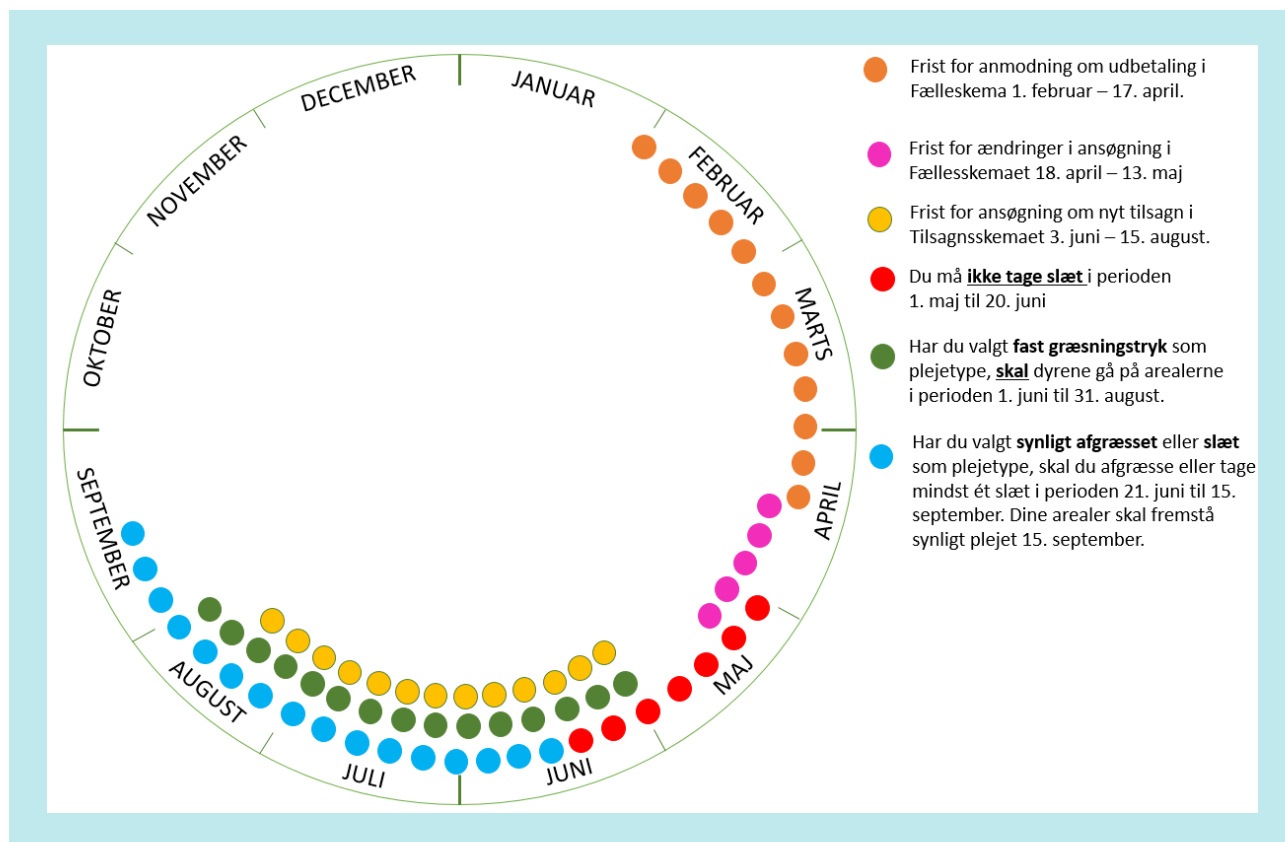 JANUAR
FEBRUAR
MARTS
APRIL
MAJ
JUNI
JULI
AUGUST
SEPTEMBER
OKTOBER
NOVEMBER
DECEMBER
Frist for anmodning om udbetaling i
Fælleskema 1. februar – 17. april.
Frist for ændringer i ansøgning i
Fællesskemaet 18. april – 13. maj
Frist for ansøgning om nyt tilsagn i
Tilsagnsskemaet 3. juni – 15. august.
Du må ikke tage slæt i perioden
1. maj til 20. juni
Har du valgt fast græsningstryk som
plejetype, skal dyrene gå på arealerne
i perioden 1. juni til 31. august.
Har du valgt synligt afgræsset eller slæt
som plejetype, skal du afgræsse eller tage
mindst ét slæt i perioden 21. juni til 15.
september. Dine arealer skal fremstå
synligt plejet 15. september.